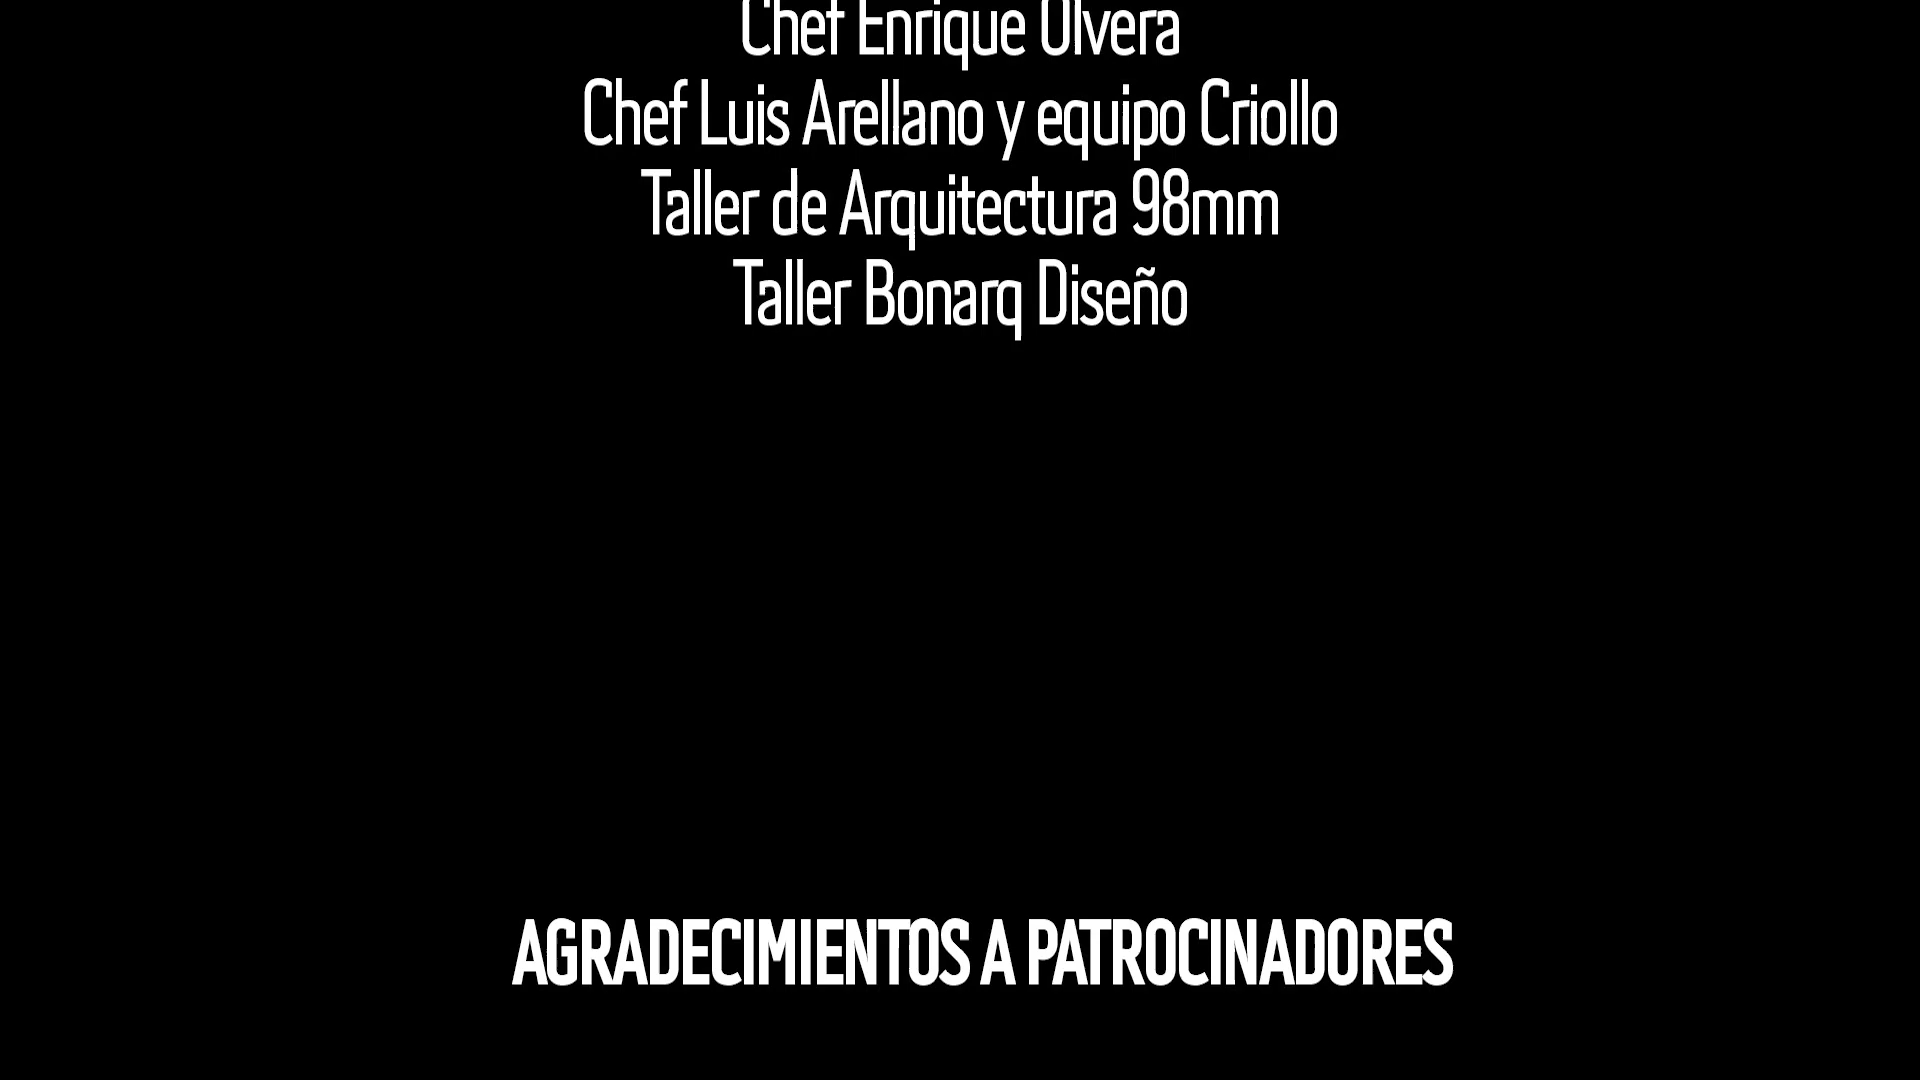 Chef Enrique Olvera
Chef Luis Arellano y equipo Criollo
Taller de Arquitectura 98mm
Taller Bonarq Diseño
AGRADECIMIENTOS A PATROCINADORES